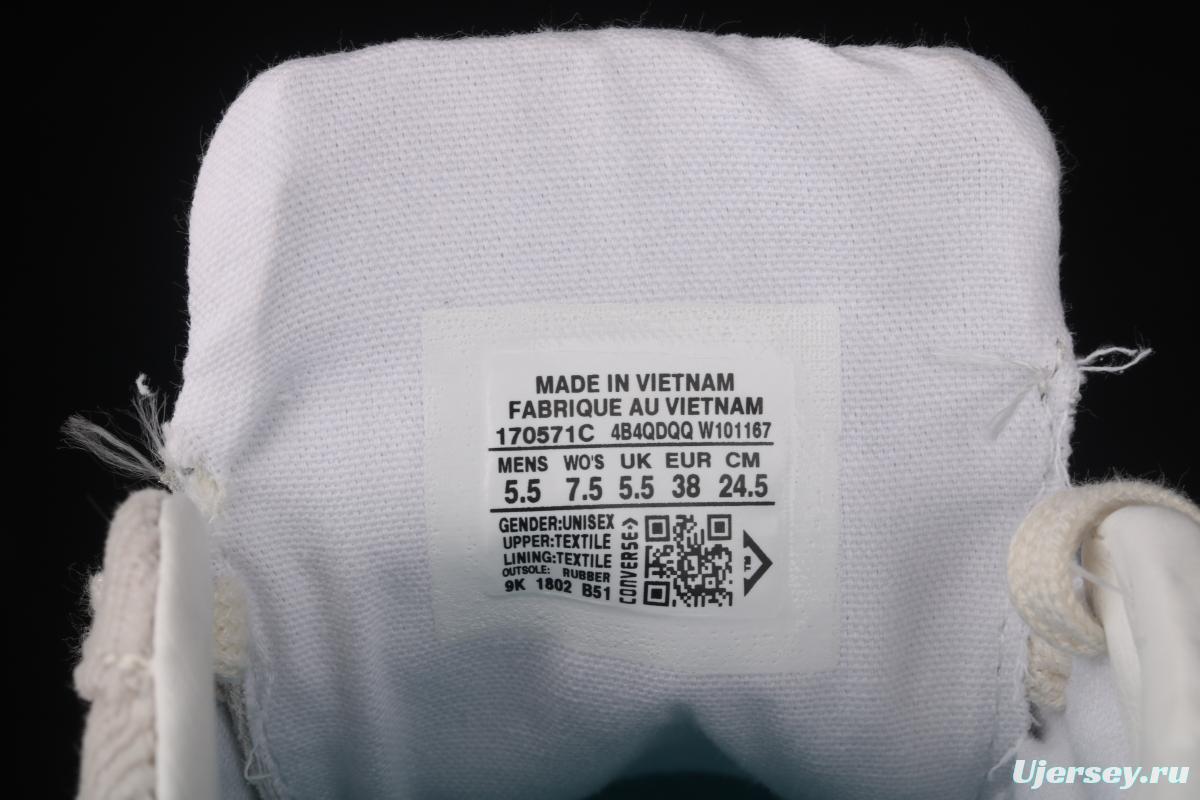 MADE IN VIETNAM
FABRIQUE AU VIETNAM
170571C 4B4QDQQ W101167
MENS WO'S UK EUR CM
5.5 7.5 5.5 38 24.5
GENDER:UNISEX
UPPER:TEXTILE
LINING:TEXTILE
OUTSOLE: RUBBER
9K 1802 B51
CONVERSE
Ujersey.ru